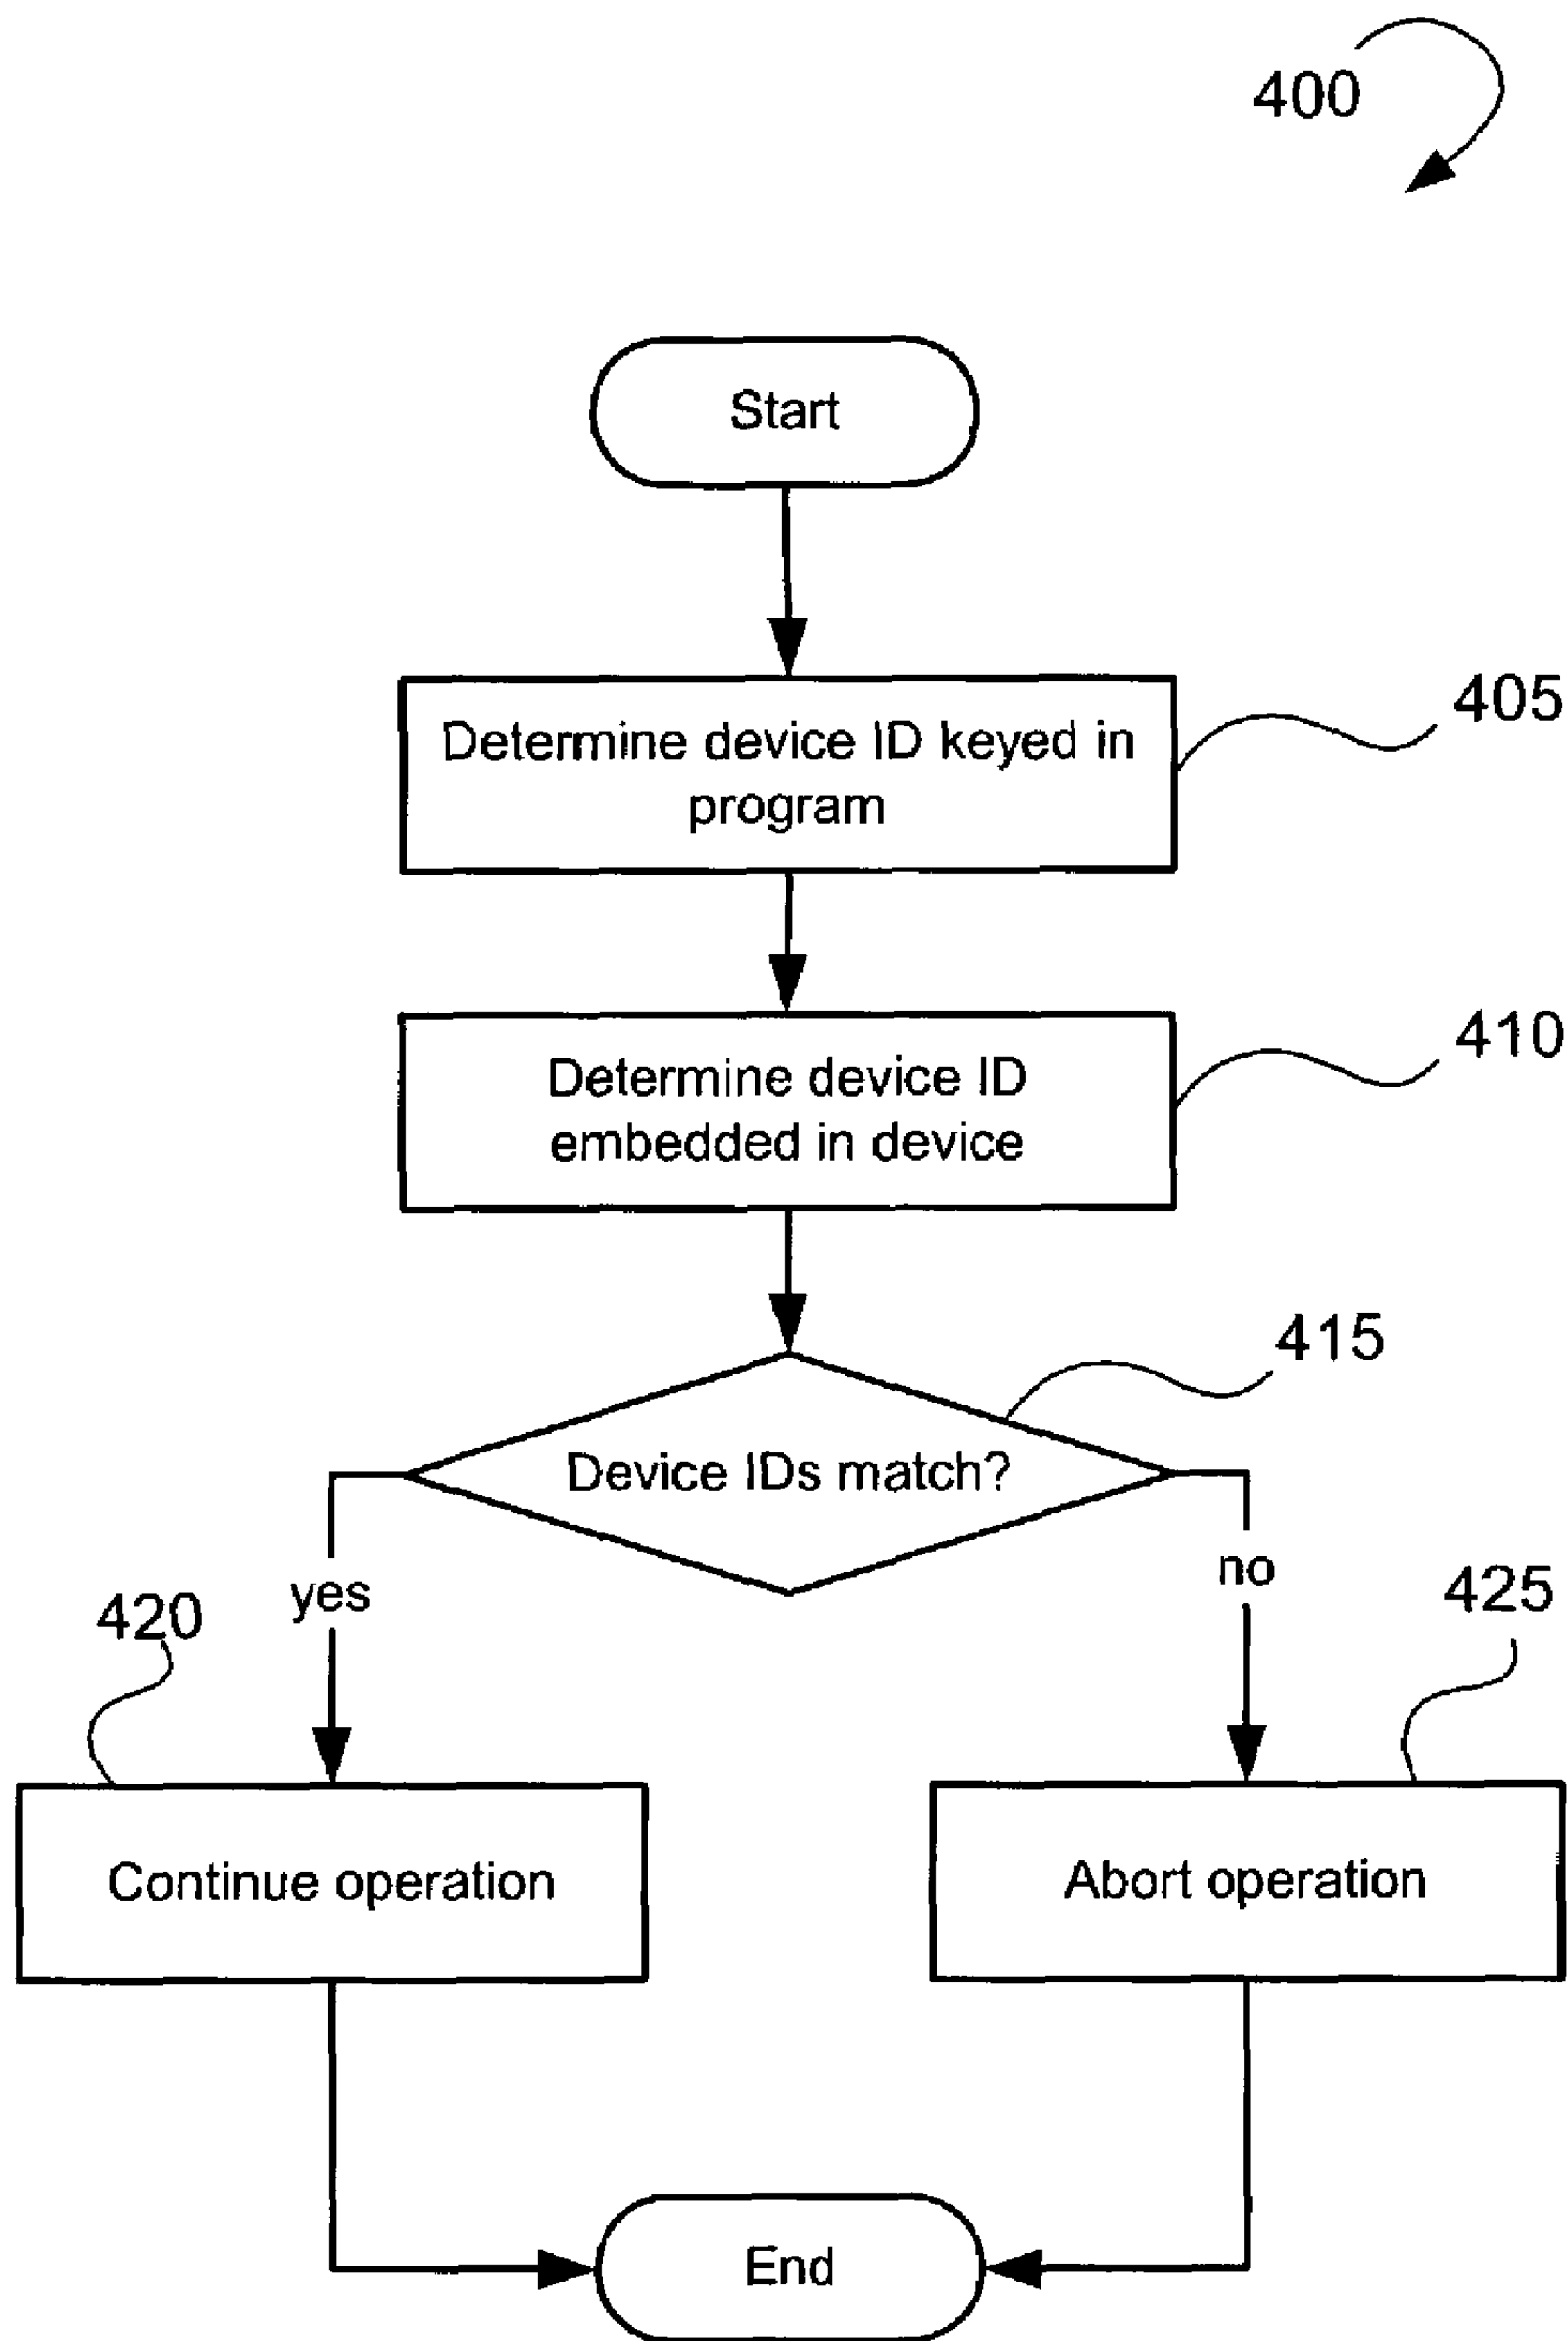 400
Start
Determine device ID keyed in
program
405
Determine device ID
embedded in device
410
Device IDs match?
415
yes
no
420
425
Continue operation
Abort operation
End